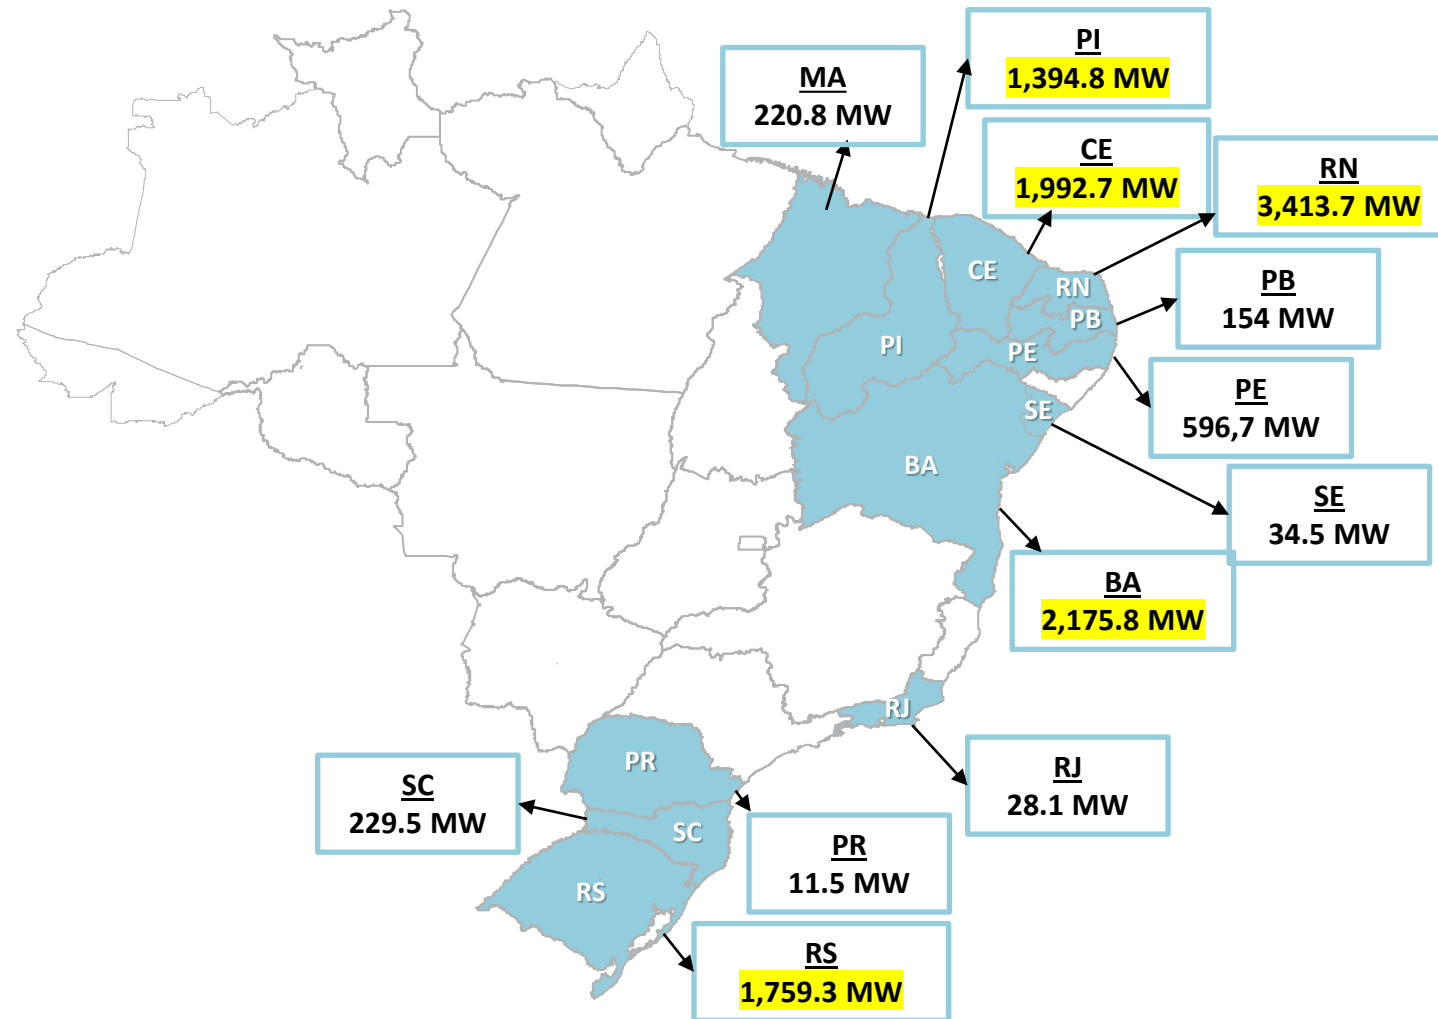 PI
1,394.8 MW
MA
220.8 MW
CE
1,992.7 MW
RN
3,413.7 MW
PB
154 MW
PE
596,7 MW
SE
34.5 MW
BA
2,175.8 MW
RJ
28.1 MW
SC
229.5 MW
PR
11.5 MW
RS
1,759.3 MW
CE
RN
PB
PI
PE
SE
BA
RJ
PR
SC
RS